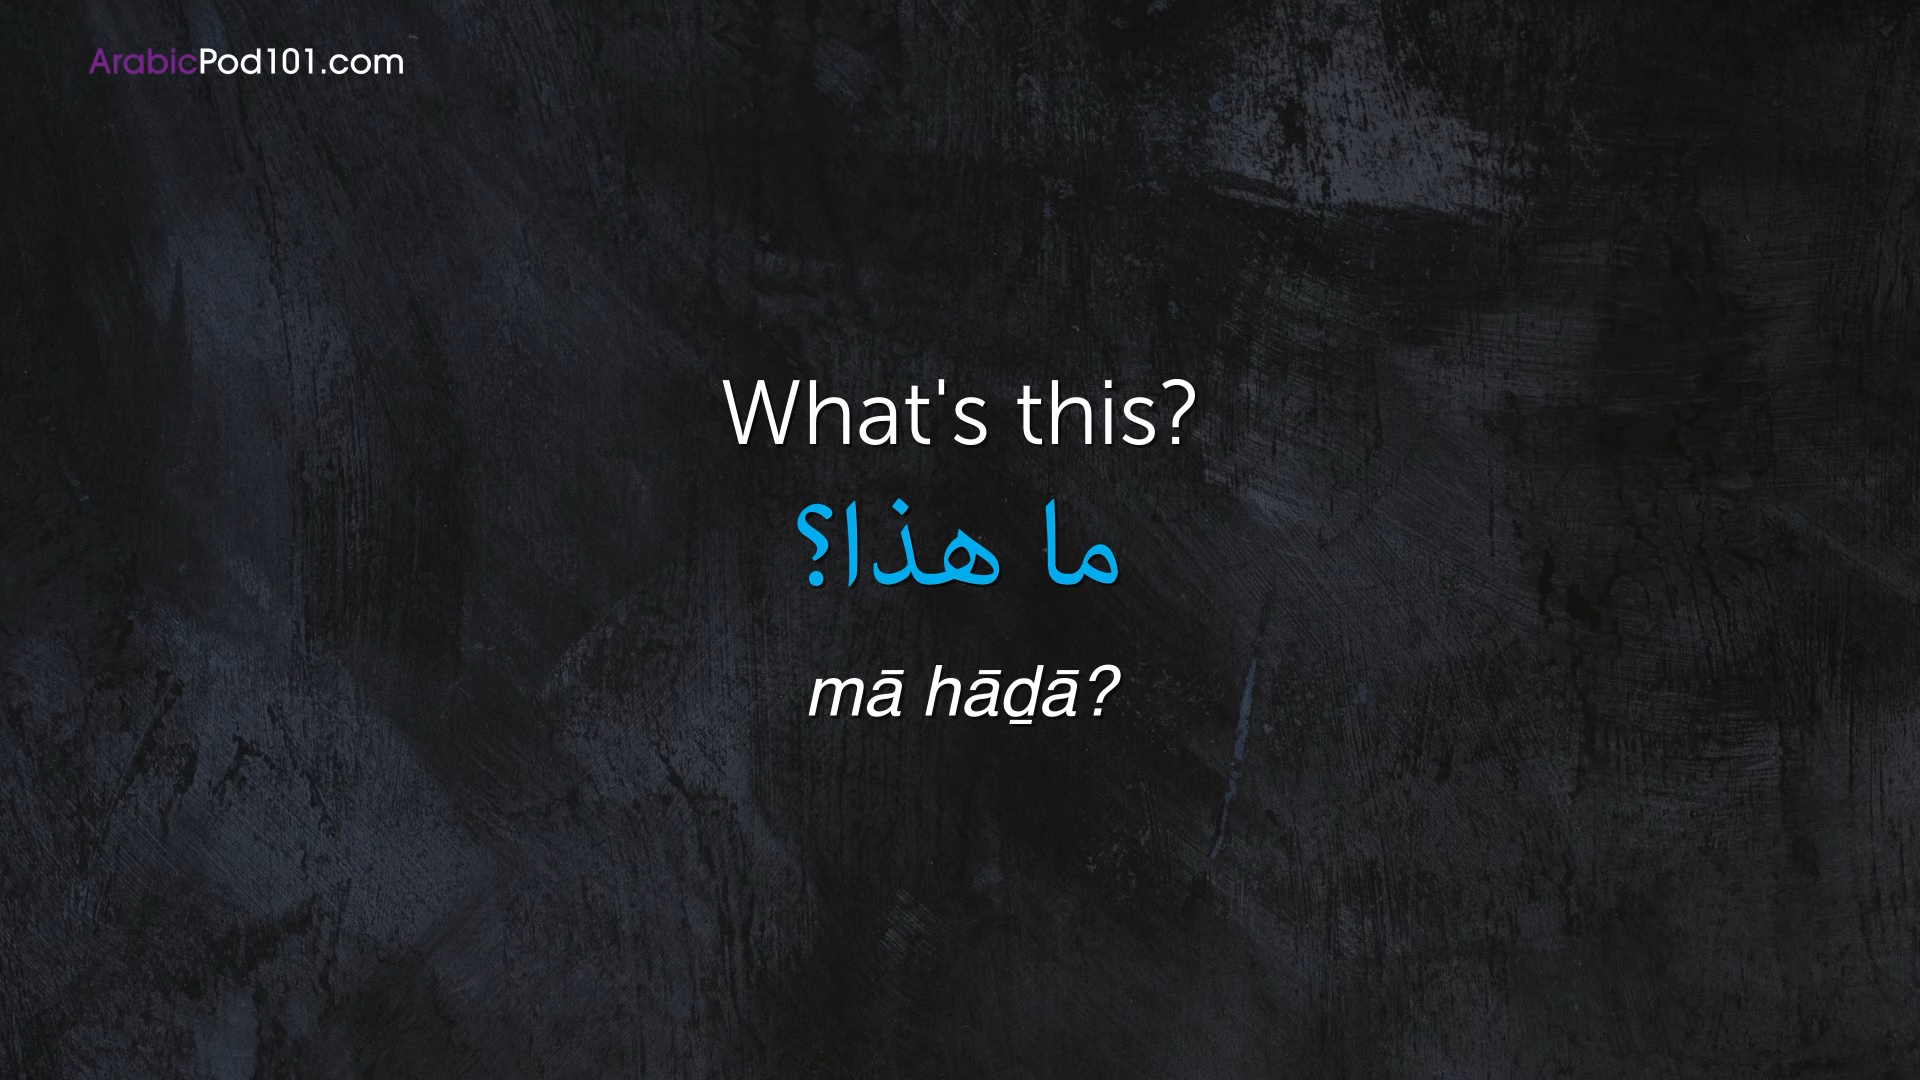 ArabicPod101.com
What's this?
ما هذا؟
mā hāḏā?